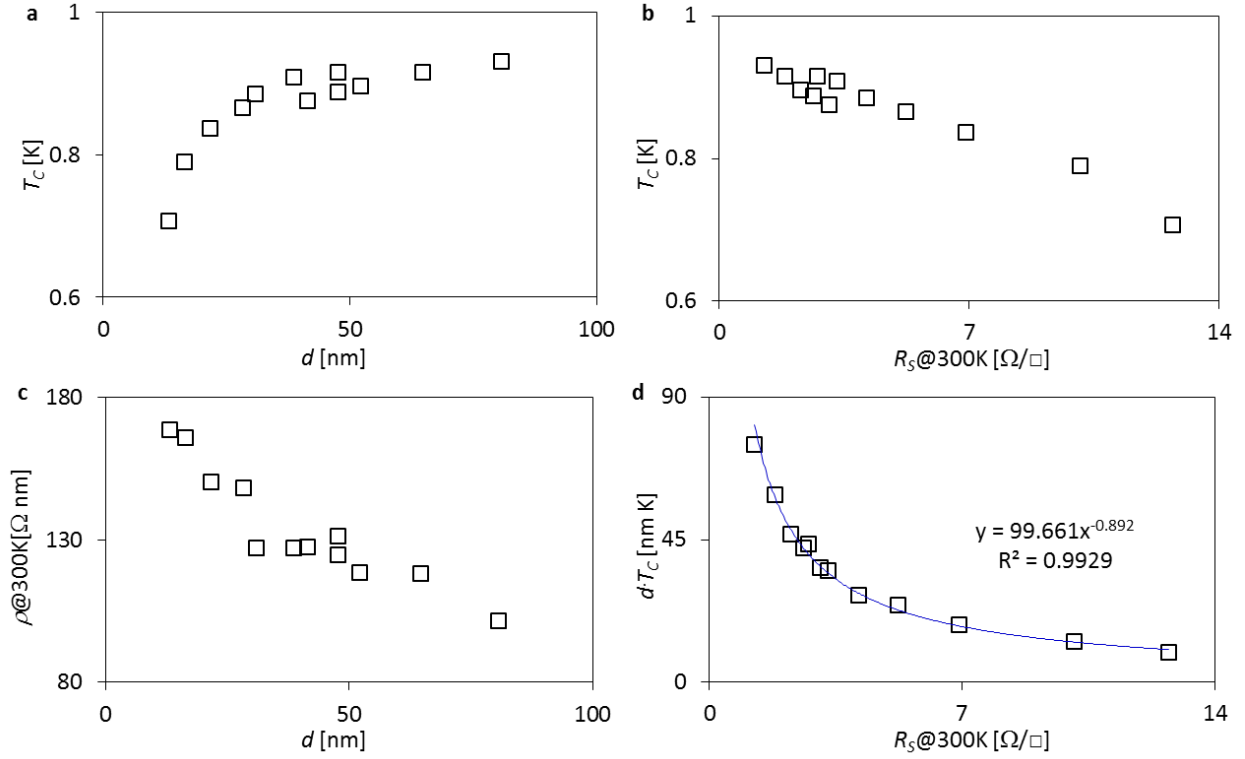 a
1
0.8
0.6
T_C [K]
0
50
100
d [nm]
b
1
0.8
0.6
T_C [K]
0
7
14
R_S@300K [Ω/□]
c
180
130
80
ρ@300K[Ω nm]
0
50
100
d [nm]
d
90
45
0
d·T_C [nm K]
y = 99.661x^-0.892
R² = 0.9929
0
7
14
R_S@300K [Ω/□]